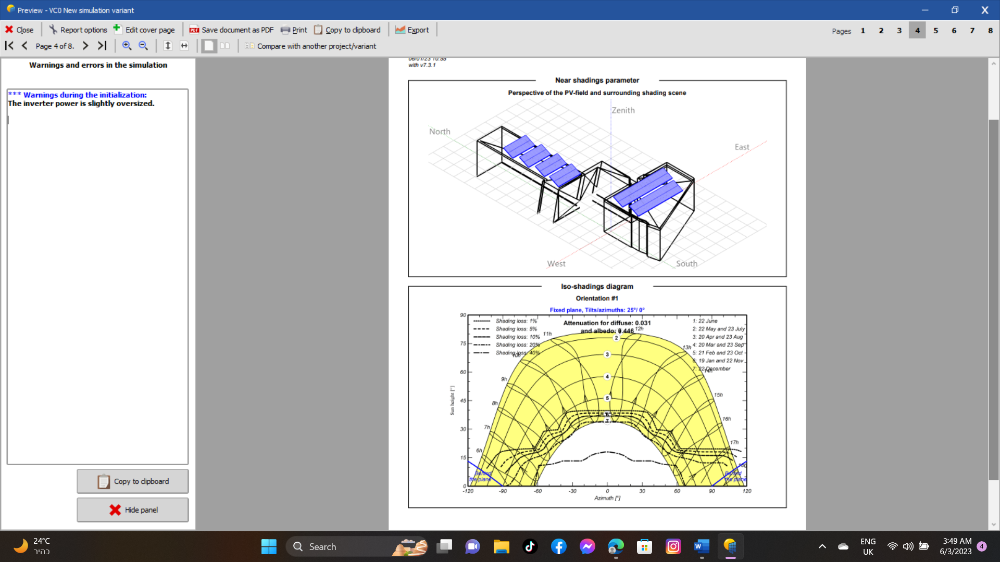 Preview - VC0 New simulation variant
Close
Report options
Edit cover page
PDF Save document as PDF
Print
Copy to clipboard
Export
Pages 1 2 3 4 5 6 7 8
Page 4 of 8.
Compare with another project/variant
Warnings and errors in the simulation
*** Warnings during the initialization:
The inverter power is slightly oversized.
Copy to clipboard
Hide panel
06/01/23 10:55
with v7.3.1
Near shadings parameter
Perspective of the PV-field and surrounding shading scene
Zenith
North
East
West
South
Iso-shadings diagram
Orientation #1
Fixed plane, Tilts/azimuths: 25°/ 0°
Attenuation for diffuse: 0.031
and albedo: 0.446
Shading loss: 1%
Shading loss: 5%
Shading loss: 10%
Shading loss: 20%
Shading loss: 40%
1: 22 June
2: 22 May and 23 July
3: 20 Apr and 23 Aug
4: 20 Mar and 23 Sep
5: 21 Feb and 23 Oct
6: 19 Jan and 22 Nov
7: 22 December
6h
7h
8h
9h
10h
11h
12h
13h
14h
15h
16h
17h
2
3
4
5
6
7
Behind
the plane
Behind
the plane
Sun height [°]
90
75
60
45
30
15
0
-120 -90 -60 -30 0 30 60 90 120
Azimuth [°]
24°C
בהיר
Search
ENG
UK
3:49 AM
6/3/2023
4